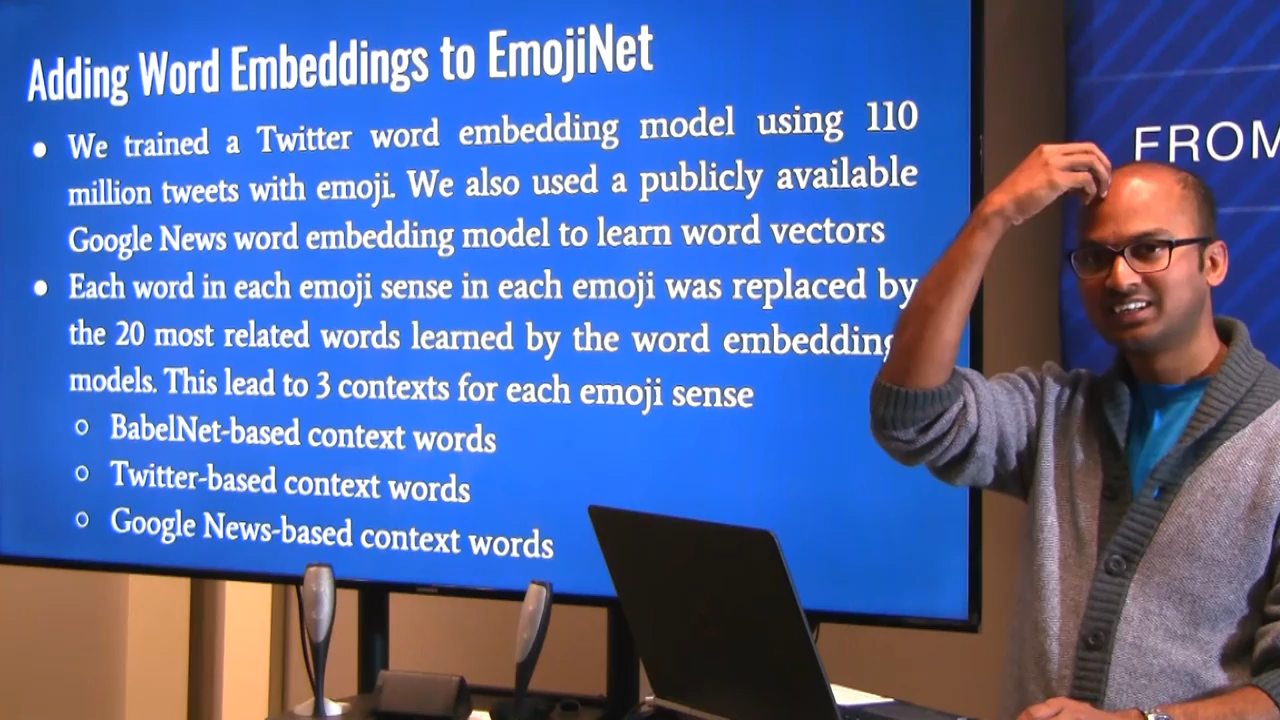 Adding Word Embeddings to EmojiNet
● We trained a Twitter word embedding model using 110
million tweets with emoji. We also used a publicly available
Google News word embedding model to learn word vectors
● Each word in each emoji sense in each emoji was replaced by
the 20 most related words learned by the word embedding
models. This lead to 3 contexts for each emoji sense
○ BabelNet-based context words
○ Twitter-based context words
○ Google News-based context words
FROM